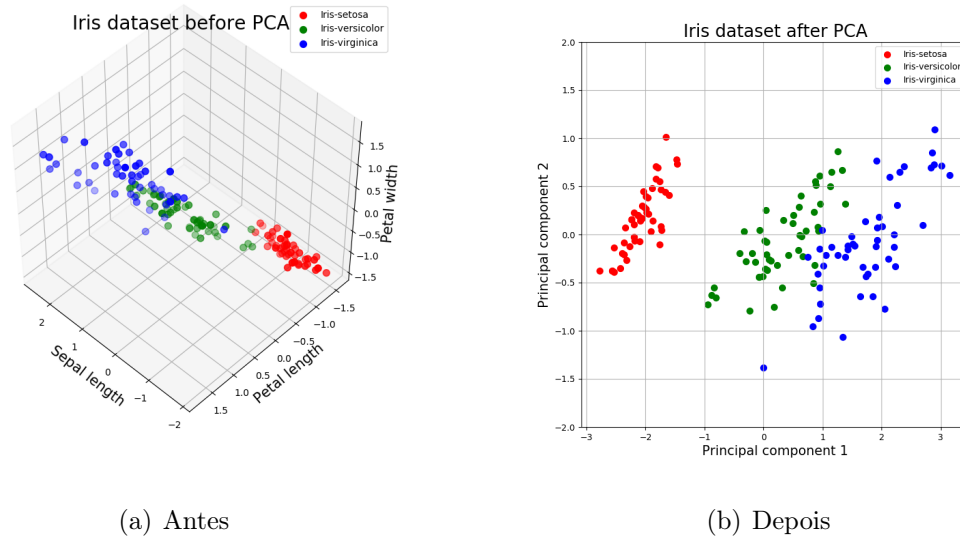 Iris dataset before PCA
Iris-setosa
Iris-versicolor
Iris-virginica
1.5
1.0
0.5
0.0
−0.5
−1.0
−1.5
Petal width
2
1
0
−1
−2
Sepal length
1.5
1.0
0.5
0.0
−0.5
−1.0
−1.5
Petal length
(a) Antes
Iris dataset after PCA
Iris-setosa
Iris-versicolor
Iris-virginica
2.0
1.5
1.0
0.5
0.0
−0.5
−1.0
−1.5
−2.0
Principal component 2
−3
−2
−1
0
1
2
3
Principal component 1
(b) Depois